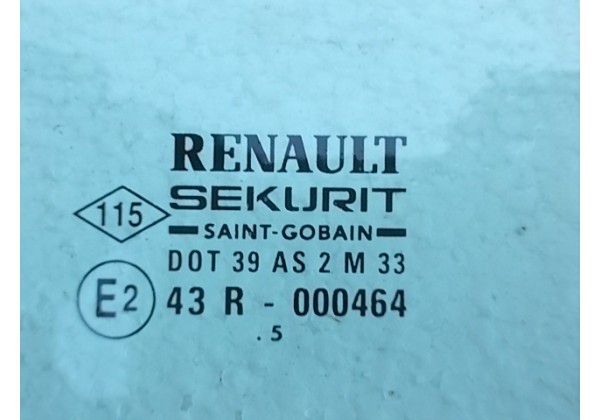 RENAULT
SEKURIT
SAINT-GOBAIN
115
DOT 39 AS 2 M 33
E2 43 R - 000464
. 5